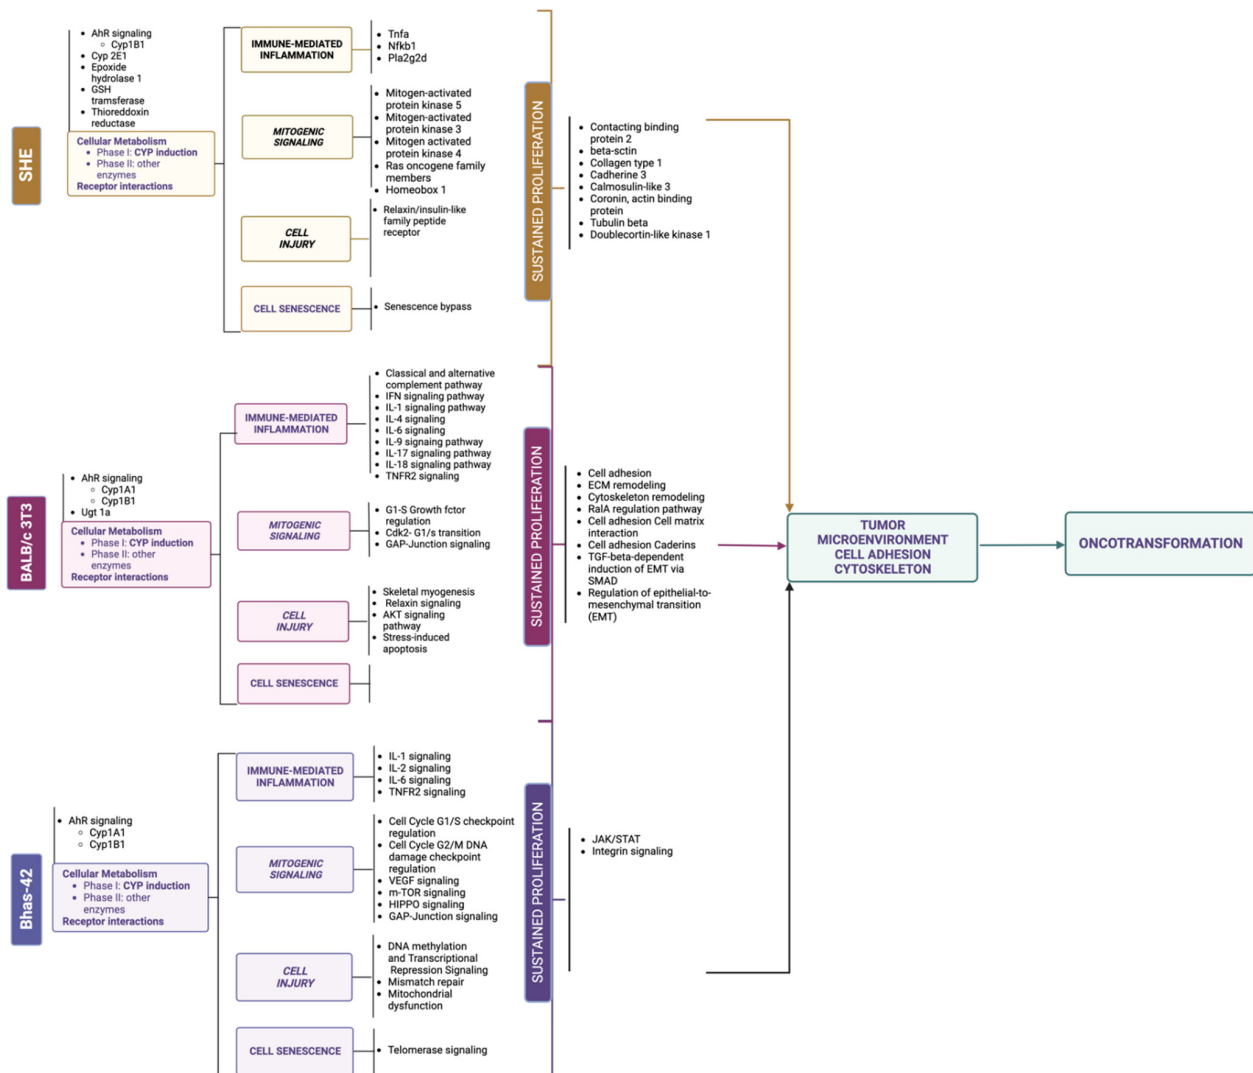 SHE
AhR signaling
Cyp1B1
Cyp 2E1
Epoxide
hydrolase 1
GSH
tramsferase
Thioreddoxin
reductase
Cellular Metabolism
Phase I: CYP induction
Phase II: other
enzymes
Receptor interactions
IMMUNE-MEDIATED
INFLAMMATION
Tnfa
Nfkb1
Pla2g2d
MITOGENIC
SIGNALING
Mitogen-activated
protein kinase 5
Mitogen-activated
protein kinase 3
Mitogen activated
protein kinase 4
Ras oncogene family
members
Homeobox 1
CELL
INJURY
Relaxin/insulin-like
family peptide
receptor
CELL SENESCENCE
Senescence bypass
SUSTAINED PROLIFERATION
Contacting binding
protein 2
beta-sctin
Collagen type 1
Cadherine 3
Calmosulin-like 3
Coronin, actin binding
protein
Tubulin beta
Doublecortin-like kinase 1
BALB/c 3T3
AhR signaling
Cyp1A1
Cyp1B1
Ugt 1a
Cellular Metabolism
Phase I: CYP induction
Phase II: other
enzymes
Receptor interactions
IMMUNE-MEDIATED
INFLAMMATION
Classical and alternative
complement pathway
IFN signaling pathway
IL-1 signaling pathway
IL-4 signaling
IL-6 signaling
IL-9 signaing pathway
IL-17 signaling pathway
IL-18 signaling pathway
TNFR2 signaling
MITOGENIC
SIGNALING
G1-S Growth fctor
regulation
Cdk2- G1/s transition
GAP-Junction signaling
CELL
INJURY
Skeletal myogenesis
Relaxin signaling
AKT signaling
pathway
Stress-induced
apoptosis
CELL SENESCENCE
SUSTAINED PROLIFERATION
Cell adhesion
ECM remodeling
Cytoskeleton remodeling
RalA regulation pathway
Cell adhesion Cell matrix
interaction
Cell adhesion Caderins
TGF-beta-dependent
induction of EMT via
SMAD
Regulation of epithelial-to-
mesenchymal transition
(EMT)
TUMOR
MICROENVIRONMENT
CELL ADHESION
CYTOSKELETON
ONCOTRANSFORMATION
Bhas-42
AhR signaling
Cyp1A1
Cyp1B1
Cellular Metabolism
Phase I: CYP induction
Phase II: other
enzymes
Receptor interactions
IMMUNE-MEDIATED
INFLAMMATION
IL-1 signaling
IL-2 signaling
IL-6 signaling
TNFR2 signaling
MITOGENIC
SIGNALING
Cell Cycle G1/S checkpoint
regulation
Cell Cycle G2/M DNA
damage checkpoint
regulation
VEGF signaling
m-TOR signaling
HIPPO signaling
GAP-Junction signaling
CELL
INJURY
DNA methylation
and Transcriptional
Repression Signaling
Mismatch repair
Mitochondrial
dysfunction
CELL SENESCENCE
Telomerase signaling
SUSTAINED PROLIFERATION
JAK/STAT
Integrin signaling